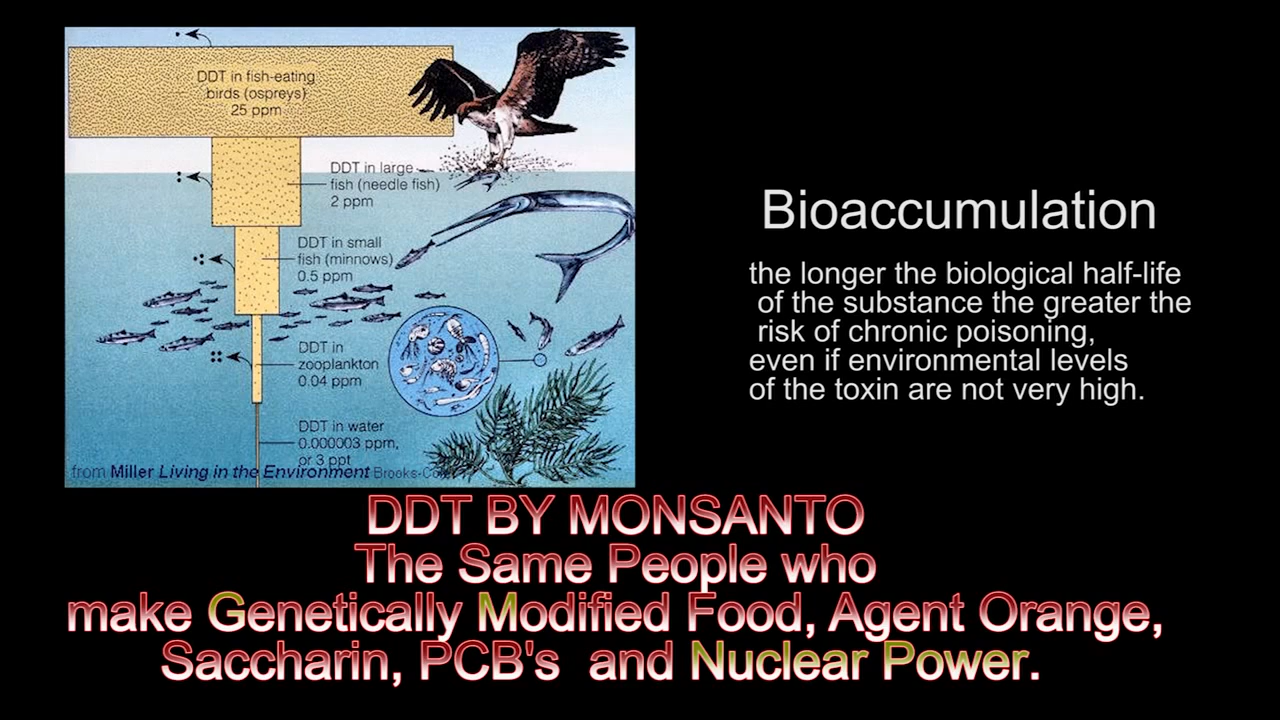 DDT in fish-eating
birds (ospreys)
25 ppm
DDT in large
fish (needle fish)
2 ppm
DDT in small
fish (minnows)
0.5 ppm
DDT in
zooplankton
0.04 ppm
DDT in water
0.000003 ppm,
or 3 ppt
from Miller Living in the Environment Brooks-Co
Bioaccumulation
the longer the biological half-life
of the substance the greater the
risk of chronic poisoning,
even if environmental levels
of the toxin are not very high.
DDT BY MONSANTO
The Same People who
make Genetically Modified Food, Agent Orange,
Saccharin, PCB's and Nuclear Power.